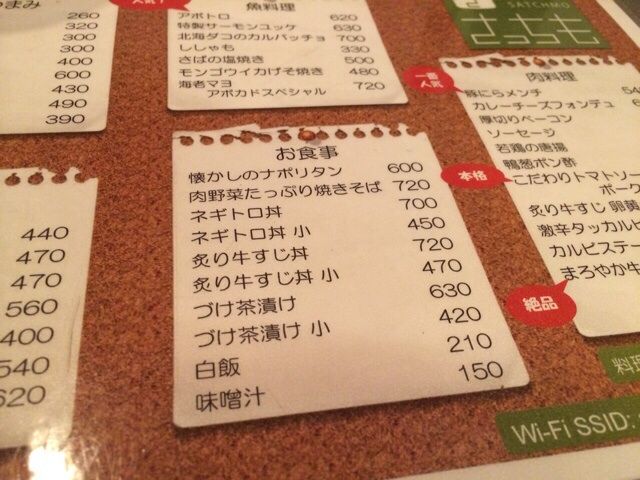 まみ
260
320
300
400
600
430
490
390
440
470
470
560
400
540
620
魚料理
アボトロ 620
特製サーモンユッケ 630
北海ダコのカルパッチョ 700
ししゃも 330
さばの塩焼き 500
モンゴウイカげそ焼き 480
海老マヨ 720
アボカドスペシャル
お食事
懐かしのナポリタン 600
肉野菜たっぷり焼きそば 720
ネギトロ丼 700
ネギトロ丼 小 450
炙り牛すじ丼 720
炙り牛すじ丼 小 470
づけ茶漬け 630
づけ茶漬け 小 420
白飯 210
味噌汁 150
SATCHMO
さっちも
一番人気
肉料理
豚にらメンチ
カレーチーズフォンデュ
厚切りベーコン
ソーセージ
若鶏の唐揚
鴨葱ポン酢
本格
こだわりトマトソー
ポーク
炙り牛すじ 卵黄
激辛タッカルビ
カルビステー
まろやか牛
絶品
料理
Wi-Fi SSID: